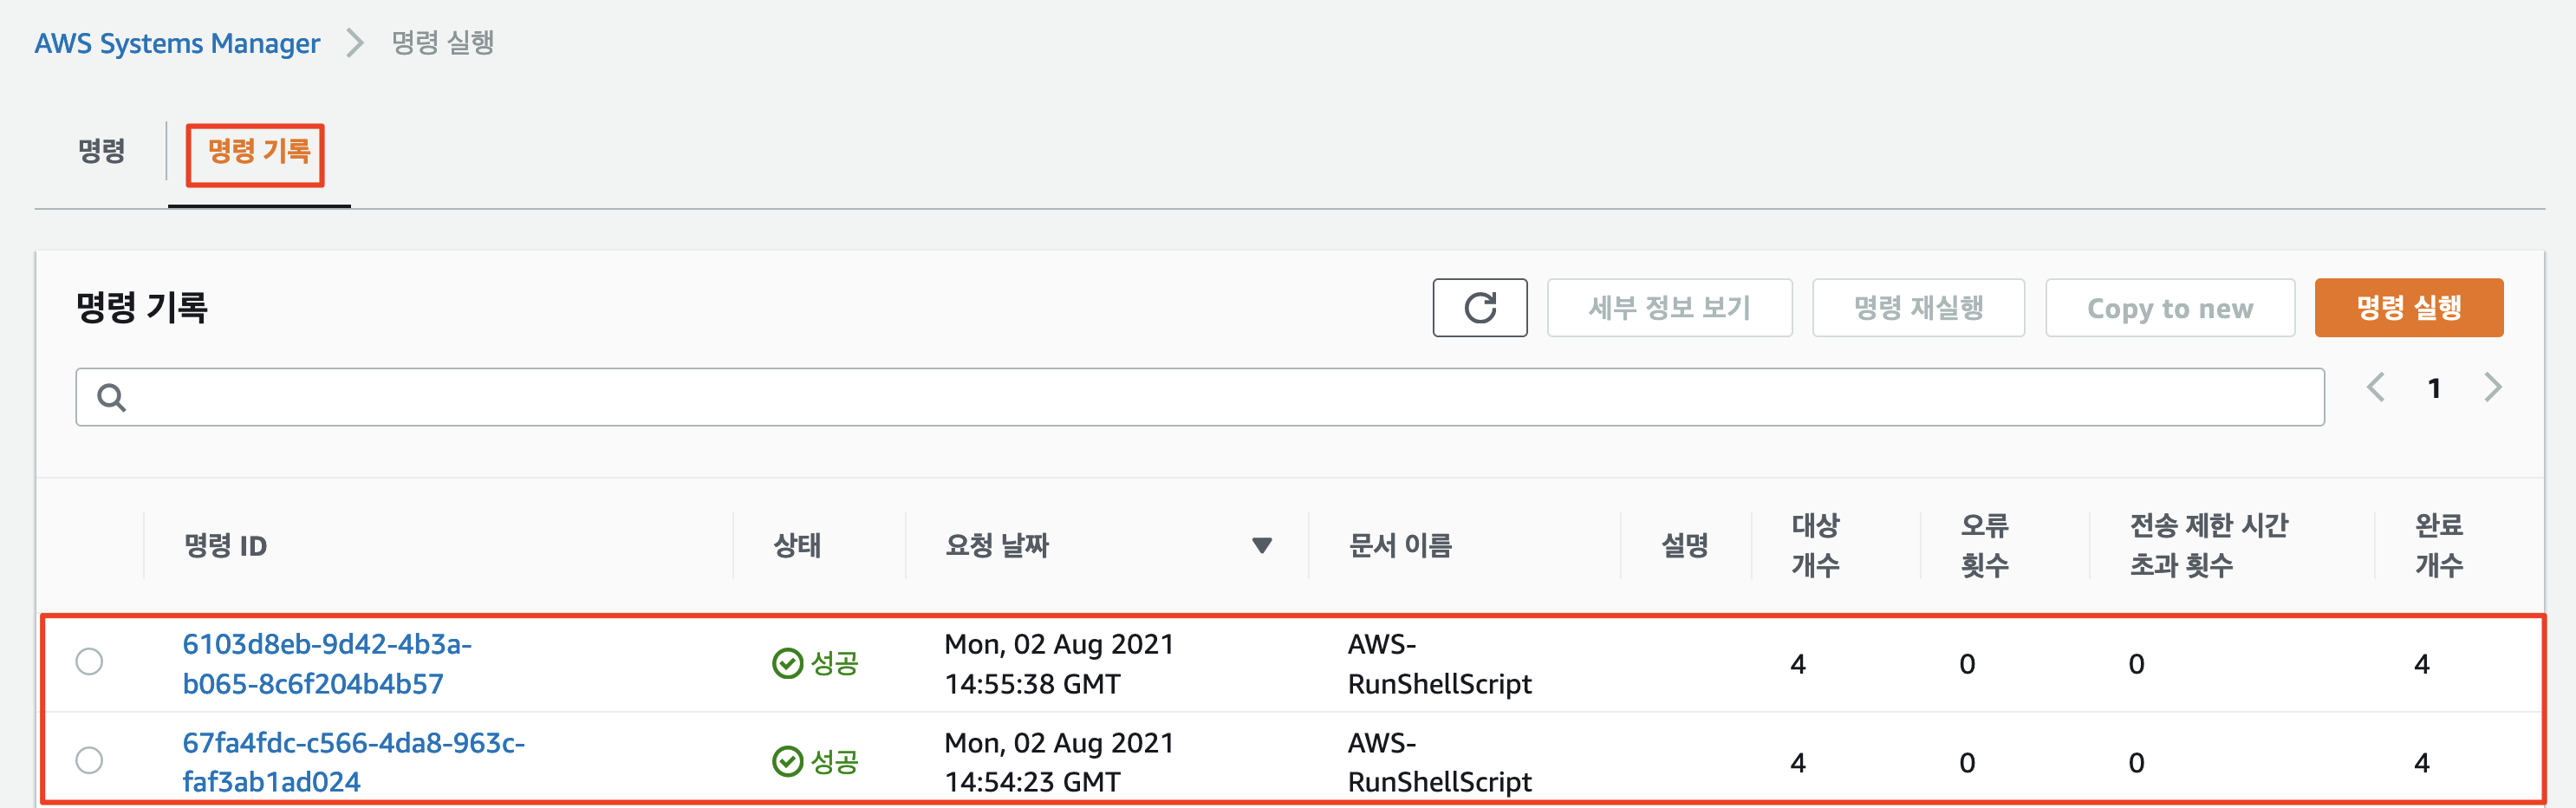 AWS Systems Manager > 명령 실행
명령
명령 기록
명령 기록
세부 정보 보기
명령 재실행
Copy to new
명령 실행
1
명령 ID
상태
요청 날짜
문서 이름
설명
대상
개수
오류
횟수
전송 제한 시간
초과 횟수
완료
개수
6103d8eb-9d42-4b3a-
b065-8c6f204b4b57
성공
Mon, 02 Aug 2021
14:55:38 GMT
AWS-
RunShellScript
4
0
0
4
67fa4fdc-c566-4da8-963c-
faf3ab1ad024
성공
Mon, 02 Aug 2021
14:54:23 GMT
AWS-
RunShellScript
4
0
0
4